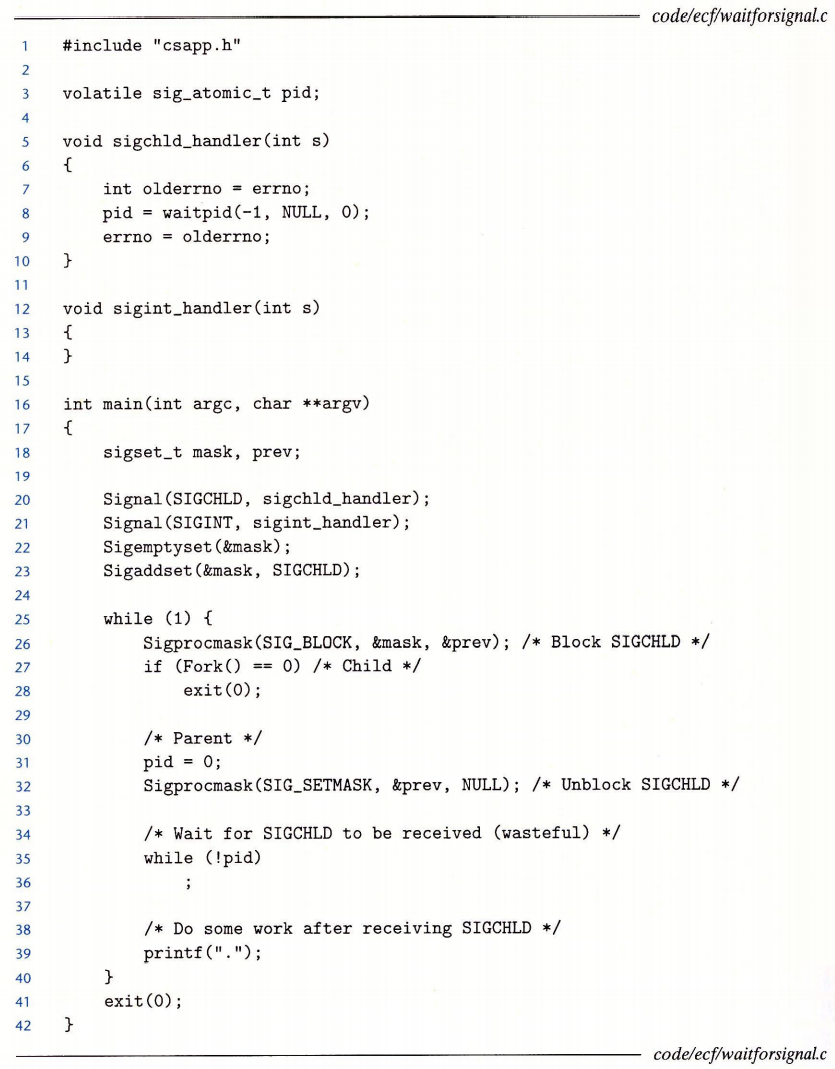 code/ecf/waitforsignal.c
1 #include "csapp.h"
2
3 volatile sig_atomic_t pid;
4
5 void sigchld_handler(int s)
6 {
7     int olderrno = errno;
8     pid = waitpid(-1, NULL, 0);
9     errno = olderrno;
10 }
11
12 void sigint_handler(int s)
13 {
14 }
15
16 int main(int argc, char **argv)
17 {
18     sigset_t mask, prev;
19
20     Signal(SIGCHLD, sigchld_handler);
21     Signal(SIGINT, sigint_handler);
22     Sigemptyset(&mask);
23     Sigaddset(&mask, SIGCHLD);
24
25     while (1) {
26         Sigprocmask(SIG_BLOCK, &mask, &prev); /* Block SIGCHLD */
27         if (Fork() == 0) /* Child */
28             exit(0);
29
30         /* Parent */
31         pid = 0;
32         Sigprocmask(SIG_SETMASK, &prev, NULL); /* Unblock SIGCHLD */
33
34         /* Wait for SIGCHLD to be received (wasteful) */
35         while (!pid)
36             ;
37
38         /* Do some work after receiving SIGCHLD */
39         printf(".");
40     }
41     exit(0);
42 }
code/ecf/waitforsignal.c